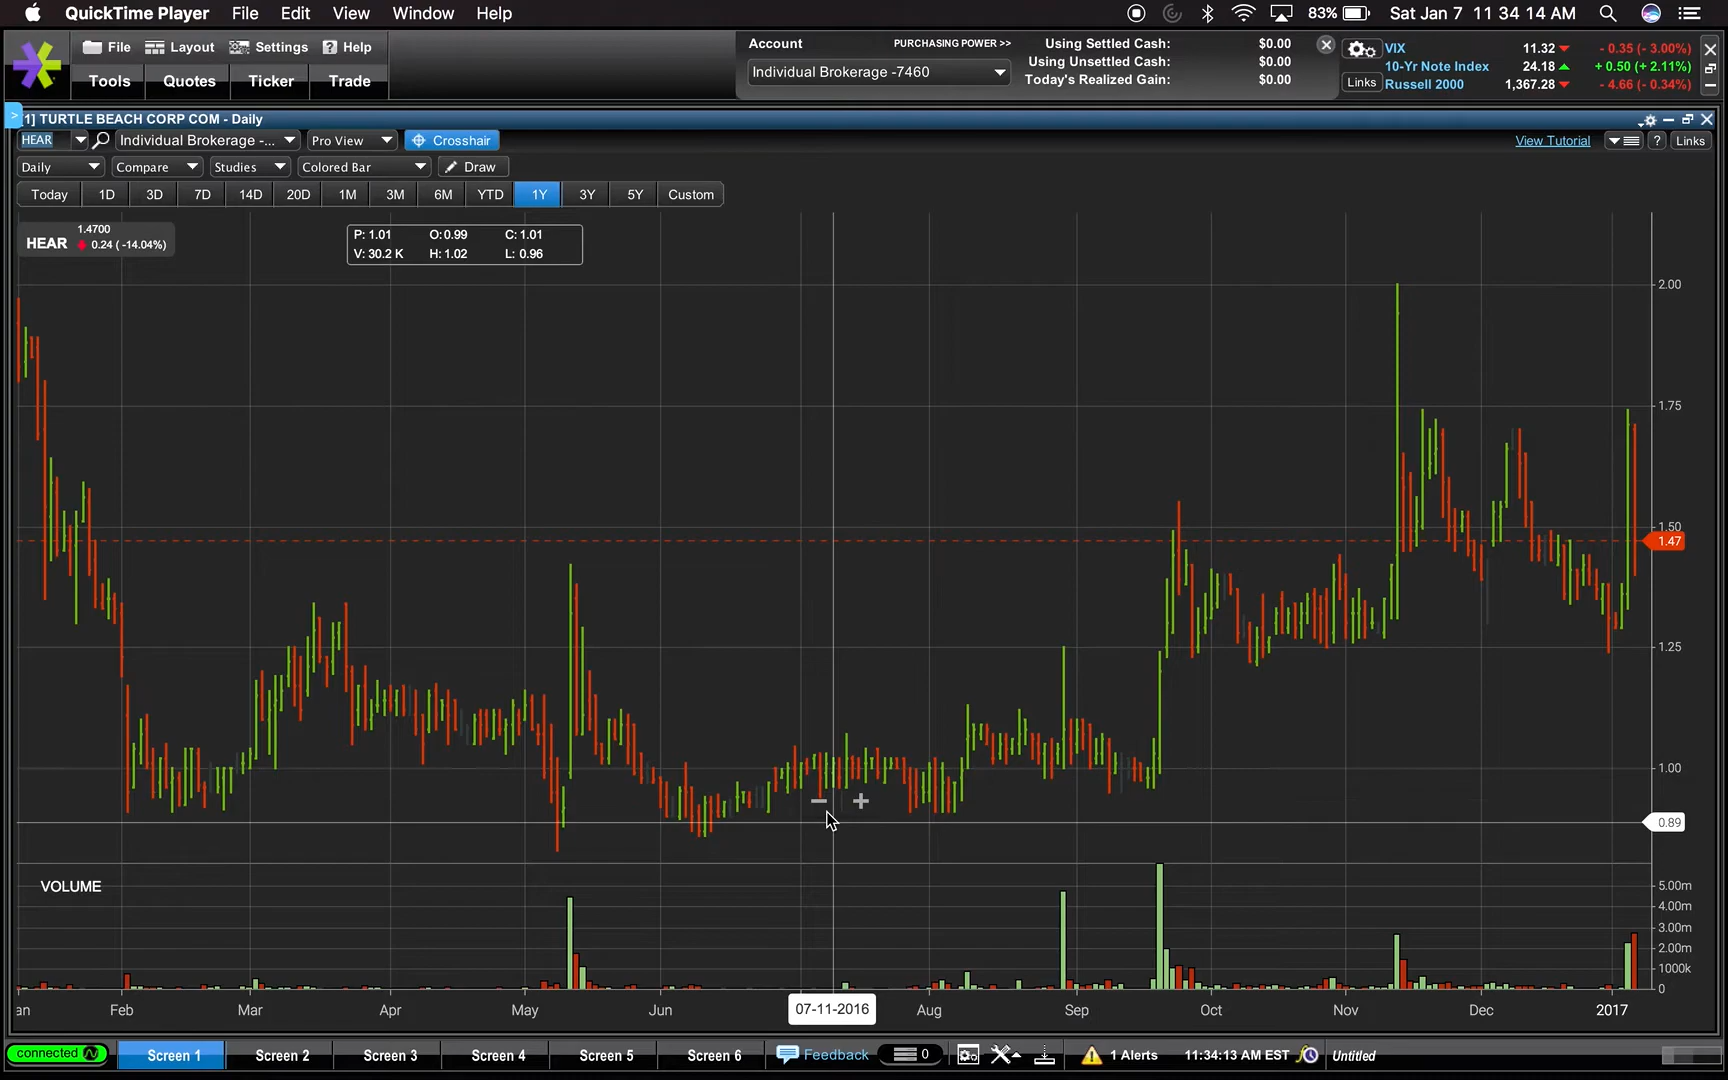 QuickTime Player File Edit View Window Help 83% Sat Jan 7 11 34 14 AM
File Layout Settings ? Help
Tools Quotes Ticker Trade
Account PURCHASING POWER >>
Individual Brokerage -7460
Using Settled Cash: $0.00
Using Unsettled Cash: $0.00
Today's Realized Gain: $0.00
Links
VIX 11.32 - 0.35 (- 3.00%)
10-Yr Note Index 24.18 + 0.50 (+ 2.11%)
Russell 2000 1,367.28 - 4.66 (- 0.34%)
> 1] TURTLE BEACH CORP COM - Daily
HEAR Individual Brokerage -... Pro View Crosshair View Tutorial ? Links
Daily Compare Studies Colored Bar Draw
Today 1D 3D 7D 14D 20D 1M 3M 6M YTD 1Y 3Y 5Y Custom
HEAR 1.4700
0.24 ( -14.04%)
P: 1.01 O: 0.99 C: 1.01
V: 30.2 K H: 1.02 L: 0.96
2.00
1.75
1.50
1.47
1.25
1.00
0.89
VOLUME
5.00m
4.00m
3.00m
2.00m
1000k
0
an Feb Mar Apr May Jun 07-11-2016 Aug Sep Oct Nov Dec 2017
connected Screen 1 Screen 2 Screen 3 Screen 4 Screen 5 Screen 6 Feedback 0 1 Alerts 11:34:13 AM EST Untitled